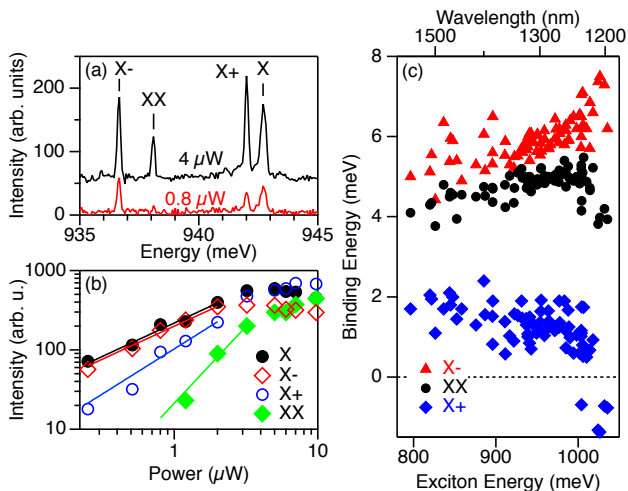 (a)
X-
XX
X+
X
4 µW
0.8 µW
Intensity (arb. units)
200
100
0
935
940
945
Energy (meV)
(b)
Intensity (arb. u.)
1000
100
10
X
X-
X+
XX
1
10
Power (µW)
Wavelength (nm)
1500
1300
1200
(c)
Binding Energy (meV)
8
6
4
2
0
X-
XX
X+
800
900
1000
Exciton Energy (meV)